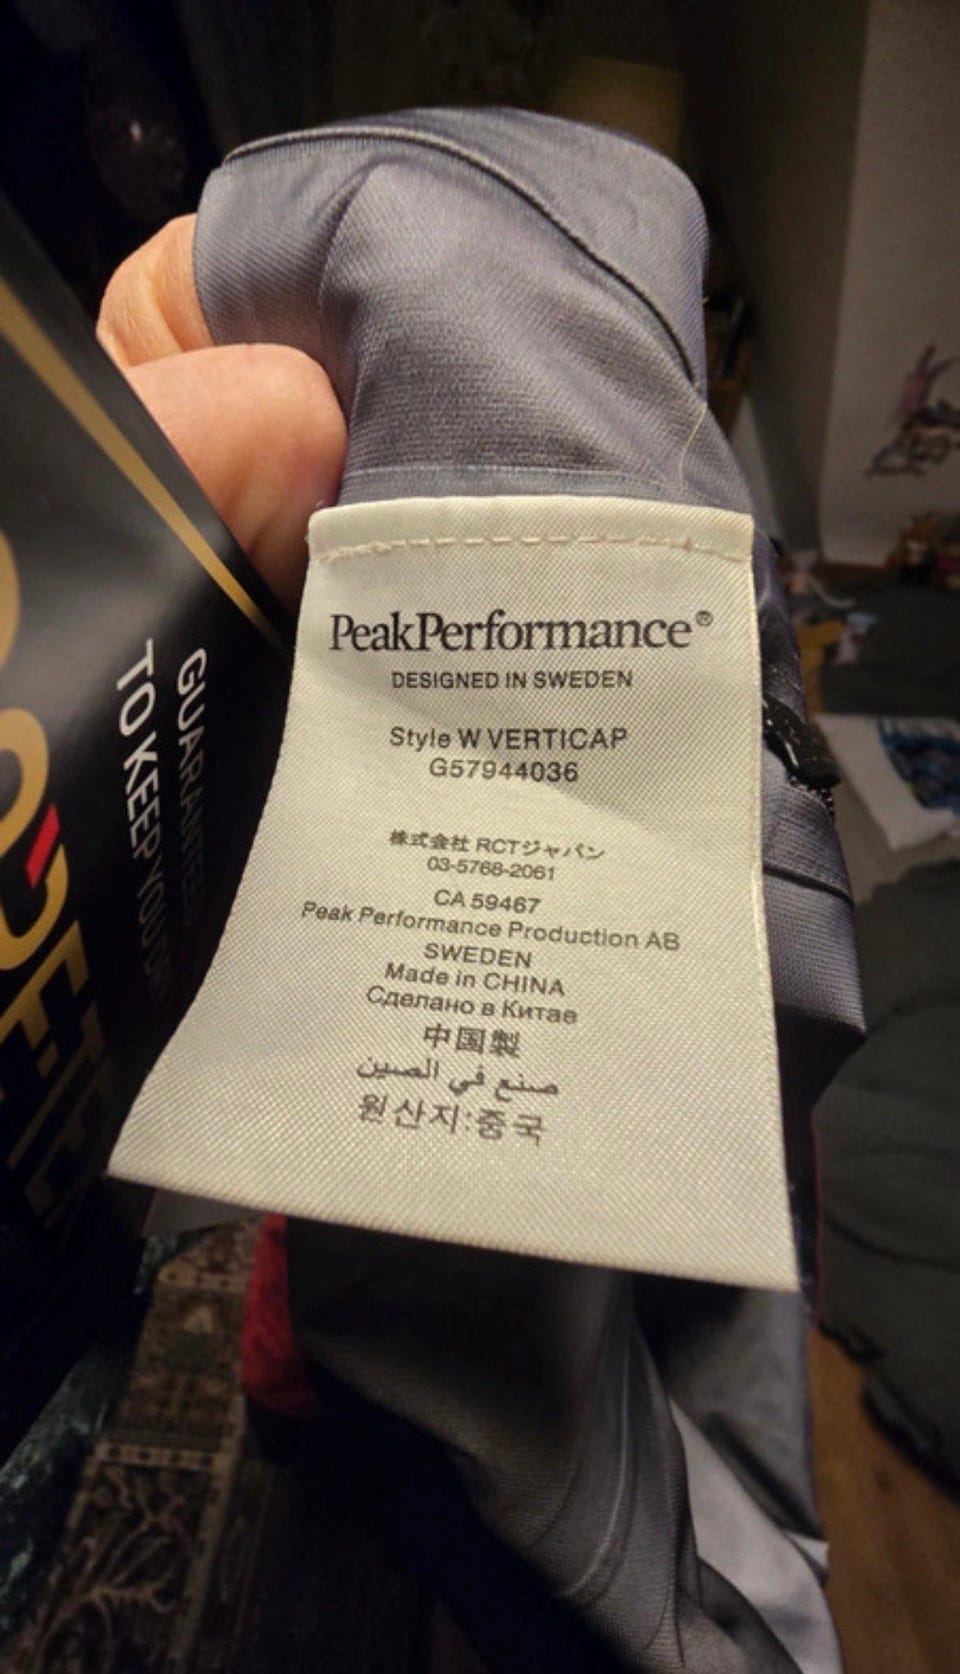 PeakPerformance®
DESIGNED IN SWEDEN
Style W VERTICAP
G57944036
株式会社 RCTジャパン
03-5768-2061
CA 59467
Peak Performance Production AB
SWEDEN
Made in CHINA
Сделано в Китае
中国製
صنع في الصين
원산지:중국
GUARANTEED
TO KEEP YOU